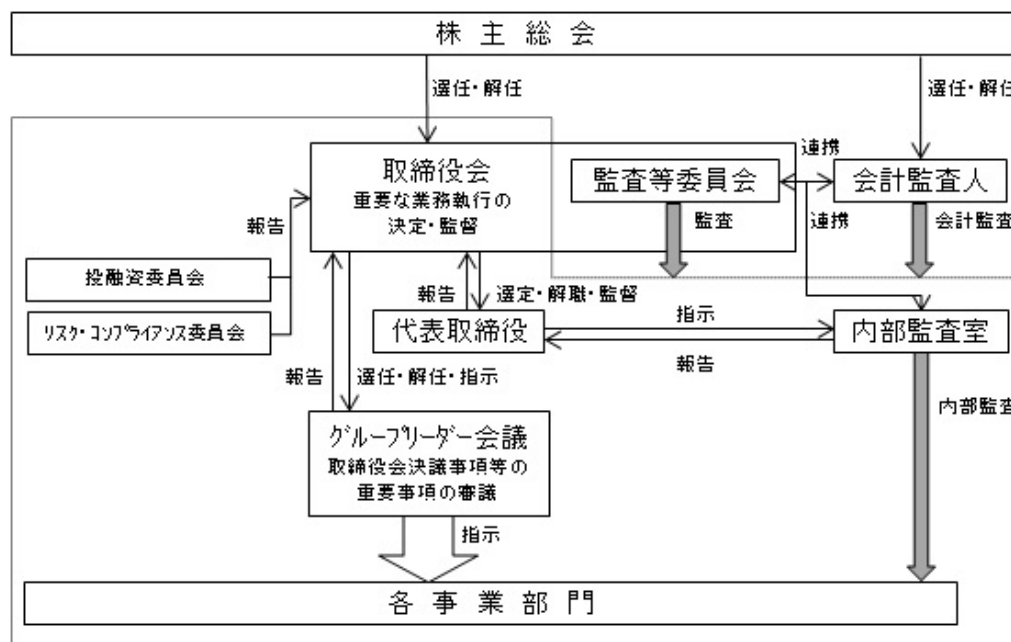 株主総会
選任・解任
選任・解任
取締役会
重要な業務執行の
決定・監督
監査等委員会
連携
会計監査人
報告
監査
連携
会計監査
投融資委員会
リスク・コンプライアンス委員会
報告
選定・解職・監督
代表取締役
指示
報告
内部監査室
報告
選任・解任・指示
内部監査
グループリーダー会議
取締役会決議事項等の
重要事項の審議
指示
各事業部門